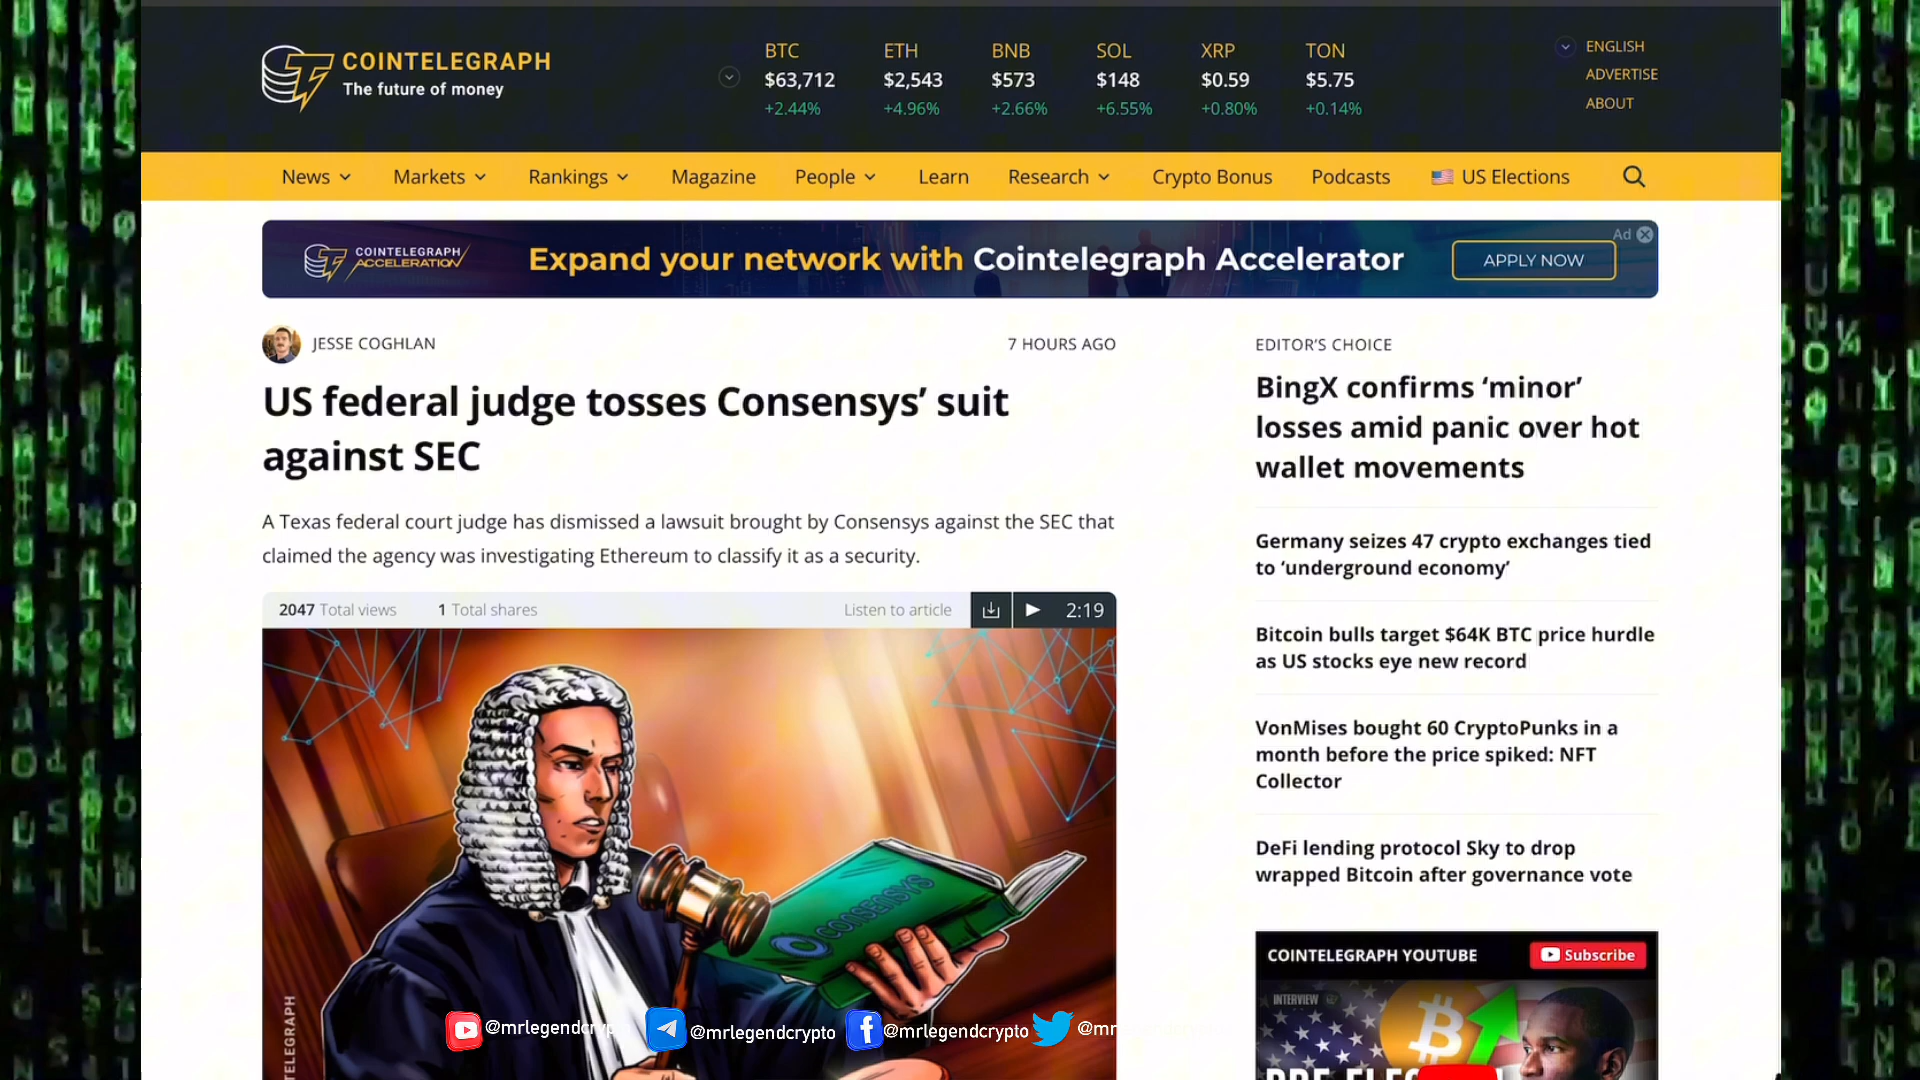 COINTELEGRAPH
The future of money
BTC
$63,712
+2.44%
ETH
$2,543
+4.96%
BNB
$573
+2.66%
SOL
$148
+6.55%
XRP
$0.59
+0.80%
TON
$5.75
+0.14%
ENGLISH
ADVERTISE
ABOUT
News Markets Rankings Magazine People Learn Research Crypto Bonus Podcasts US Elections
COINTELEGRAPH
ACCELERATION
Expand your network with Cointelegraph Accelerator
APPLY NOW
Ad
JESSE COGHLAN
7 HOURS AGO
US federal judge tosses Consensys’ suit
against SEC
A Texas federal court judge has dismissed a lawsuit brought by Consensys against the SEC that
claimed the agency was investigating Ethereum to classify it as a security.
2047 Total views 1 Total shares Listen to article 2:19
CONSENSYS
TELEGRAPH
@mrlegendcrypto
@mrlegendcrypto
@mrlegendcrypto
EDITOR’S CHOICE
BingX confirms ‘minor’
losses amid panic over hot
wallet movements
Germany seizes 47 crypto exchanges tied
to ‘underground economy’
Bitcoin bulls target $64K BTC price hurdle
as US stocks eye new record
VonMises bought 60 CryptoPunks in a
month before the price spiked: NFT
Collector
DeFi lending protocol Sky to drop
wrapped Bitcoin after governance vote
COINTELEGRAPH YOUTUBE
Subscribe
INTERVIEW